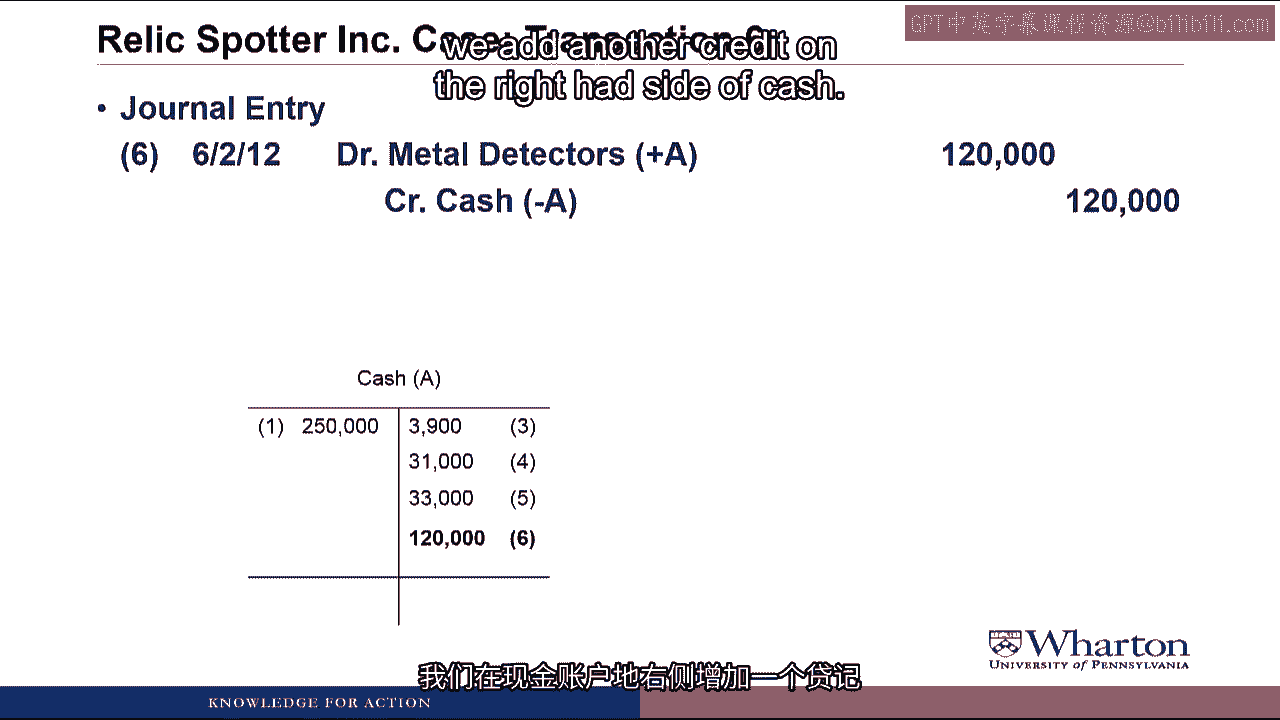 GPT中英字幕课程资源@bilibili.com
Relic Spotter Inc. Case: Transaction 6
we add another credit on
the right had side of cash.
• Journal Entry
(6) 6/2/12 Dr. Metal Detectors (+A) 120,000
Cr. Cash (-A) 120,000
Cash (A)
(1) 250,000 3,900 (3)
31,000 (4)
33,000 (5)
120,000 (6)
Wharton
UNIVERSITY of PENNSYLVANIA
我们在现金账户地右侧增加一个贷记
KNOWLEDGE FOR ACTION